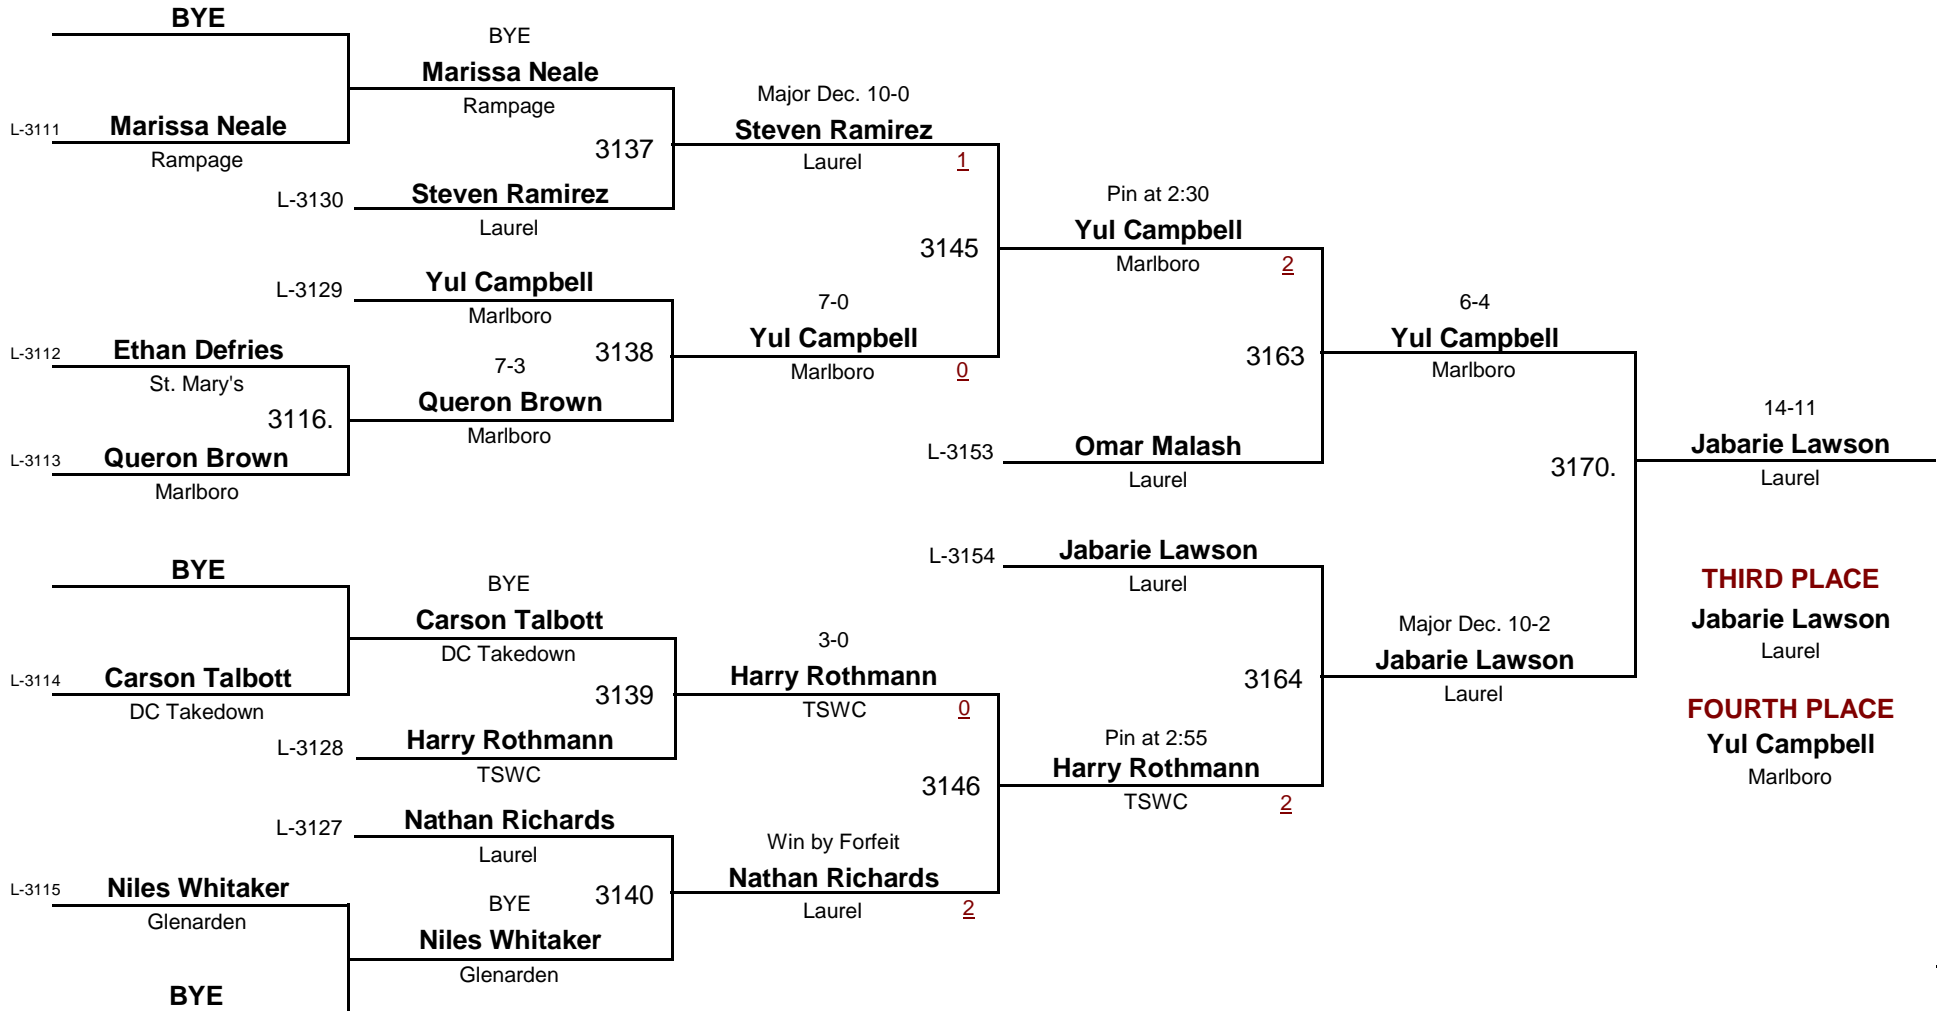 BYE
L-3111
Marissa Neale
Rampage
BYE
Marissa Neale
Rampage
3137
L-3130
Steven Ramirez
Laurel
Major Dec. 10-0
Steven Ramirez
Laurel
1
L-3129
Yul Campbell
Marlboro
L-3112
Ethan Defries
St. Mary's
3116.
L-3113
Queron Brown
Marlboro
7-3
Queron Brown
Marlboro
3138
7-0
Yul Campbell
Marlboro
0
3145
Pin at 2:30
Yul Campbell
Marlboro
2
3163
L-3153
Omar Malash
Laurel
6-4
Yul Campbell
Marlboro
3170.
14-11
Jabarie Lawson
Laurel
BYE
L-3114
Carson Talbott
DC Takedown
BYE
Carson Talbott
DC Takedown
3139
L-3128
Harry Rothmann
TSWC
3-0
Harry Rothmann
TSWC
0
L-3127
Nathan Richards
Laurel
L-3115
Niles Whitaker
Glenarden
BYE
BYE
Niles Whitaker
Glenarden
3140
Win by Forfeit
Nathan Richards
Laurel
2
3146
L-3154
Jabarie Lawson
Laurel
3164
Pin at 2:55
Harry Rothmann
TSWC
2
Major Dec. 10-2
Jabarie Lawson
Laurel
THIRD PLACE
Jabarie Lawson
Laurel
FOURTH PLACE
Yul Campbell
Marlboro